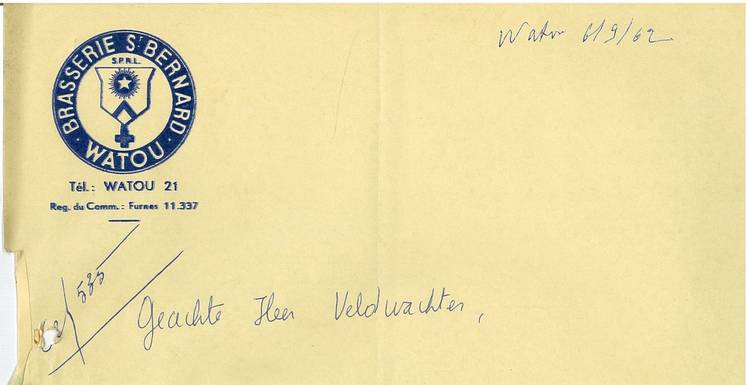 Watou 6/9/62
BRASSERIE ST BERNARD
S.P.R.L.
· WATOU ·
Tél.: WATOU 21
Reg. du Comm.: Furnes 11.337
62/535
Geachte Heer Veldwachter,